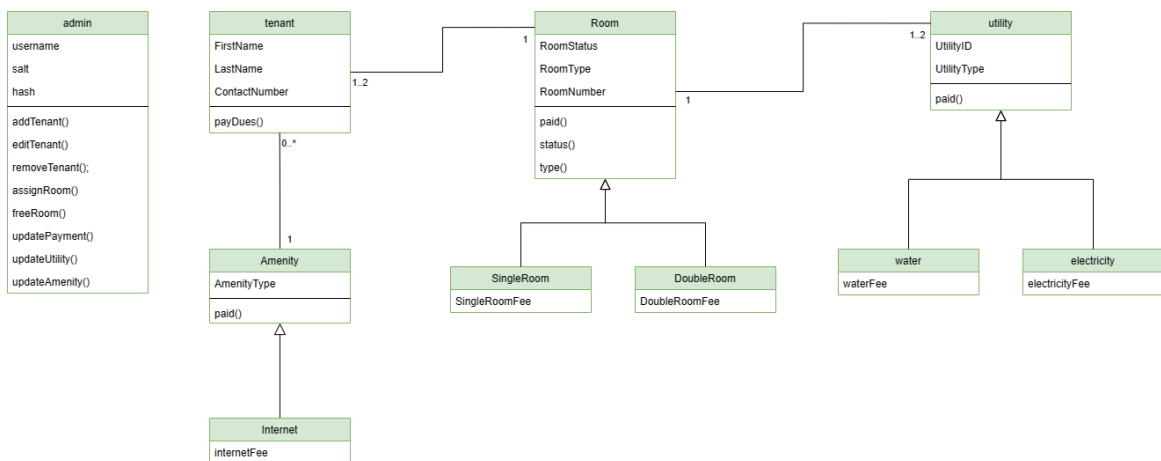 admin
username
salt
hash
addTenant()
editTenant()
removeTenant();
assignRoom()
freeRoom()
updatePayment()
updateUtility()
updateAmenity()
tenant
FirstName
LastName
ContactNumber
payDues()
1..2
1
0..*
1
Amenity
AmenityType
paid()
Internet
internetFee
Room
RoomStatus
RoomType
RoomNumber
paid()
status()
type()
1
1..2
SingleRoom
SingleRoomFee
DoubleRoom
DoubleRoomFee
utility
UtilityID
UtilityType
paid()
water
waterFee
electricity
electricityFee